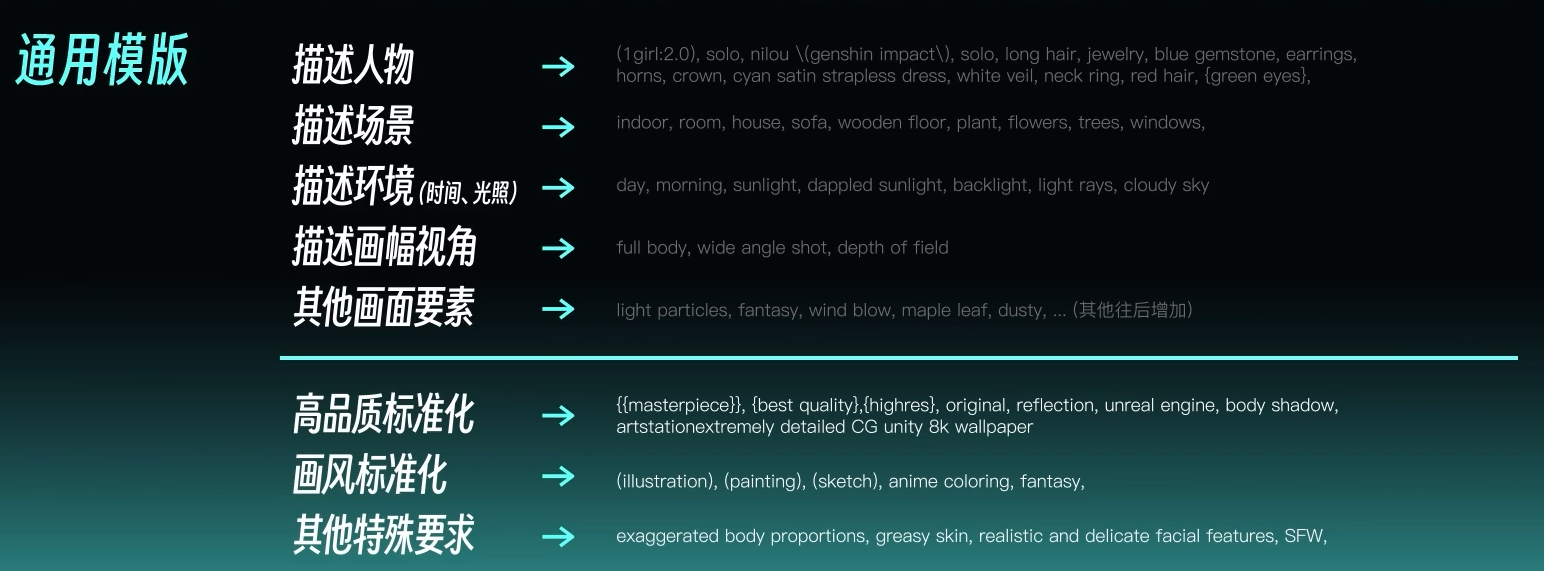 通用模版
描述人物
(1girl:2.0), solo, nilou \(genshin impact\), solo, long hair, jewelry, blue gemstone, earrings,
horns, crown, cyan satin strapless dress, white veil, neck ring, red hair, {green eyes},
描述场景
indoor, room, house, sofa, wooden floor, plant, flowers, trees, windows,
描述环境(时间、光照)
day, morning, sunlight, dappled sunlight, backlight, light rays, cloudy sky
描述画幅视角
full body, wide angle shot, depth of field
其他画面要素
light particles, fantasy, wind blow, maple leaf, dusty, ... (其他往后增加)
高品质标准化
{{masterpiece}}, {best quality},{highres}, original, reflection, unreal engine, body shadow,
artstationextremely detailed CG unity 8k wallpaper
画风标准化
(illustration), (painting), (sketch), anime coloring, fantasy,
其他特殊要求
exaggerated body proportions, greasy skin, realistic and delicate facial features, SFW,